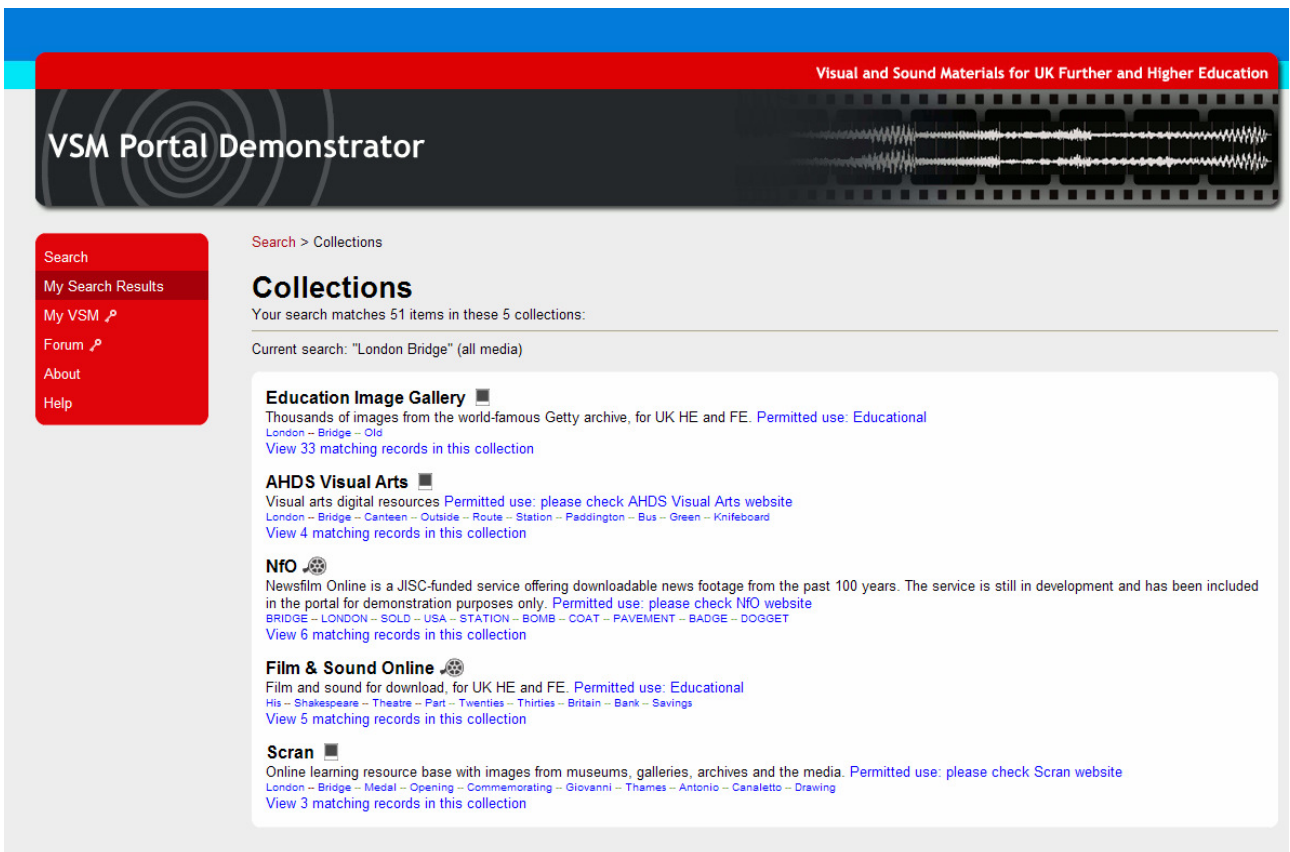 Visual and Sound Materials for UK Further and Higher Education
VSM Portal Demonstrator
Search
My Search Results
My VSM
Forum
About
Help
Search > Collections
Collections
Your search matches 51 items in these 5 collections:
Current search: "London Bridge" (all media)
Education Image Gallery
Thousands of images from the world-famous Getty archive, for UK HE and FE. Permitted use: Educational
London -- Bridge -- Old
View 33 matching records in this collection
AHDS Visual Arts
Visual arts digital resources Permitted use: please check AHDS Visual Arts website
London -- Bridge -- Canteen -- Outside -- Route -- Station -- Paddington -- Bus -- Green -- Knifeboard
View 4 matching records in this collection
NfO
Newsfilm Online is a JISC-funded service offering downloadable news footage from the past 100 years. The service is still in development and has been included
in the portal for demonstration purposes only. Permitted use: please check NfO website
BRIDGE -- LONDON -- SOLD -- USA -- STATION -- BOMB -- COAT -- PAVEMENT -- BADGE -- DOGGET
View 6 matching records in this collection
Film & Sound Online
Film and sound for download, for UK HE and FE. Permitted use: Educational
His -- Shakespeare -- Theatre -- Part -- Twenties -- Thirties -- Britain -- Bank -- Savings
View 5 matching records in this collection
Scran
Online learning resource base with images from museums, galleries, archives and the media. Permitted use: please check Scran website
London -- Bridge -- Medal -- Opening -- Commemorating -- Giovanni -- Thames -- Antonio -- Canaletto -- Drawing
View 3 matching records in this collection